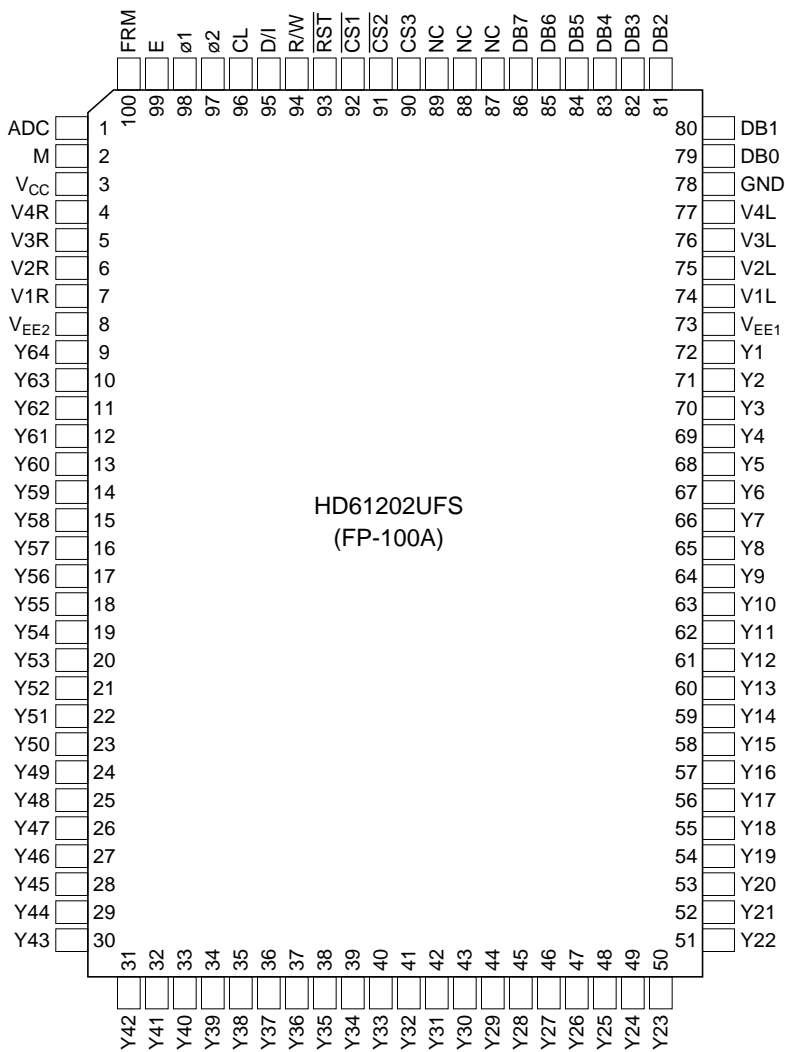 FRM E ø1 ø2 CL D/I R/W RST CS1 CS2 CS3 NC NC NC DB7 DB6 DB5 DB4 DB3 DB2
100 99 98 97 96 95 94 93 92 91 90 89 88 87 86 85 84 83 82 81
ADC 1 80 DB1
M 2 79 DB0
VCC 3 78 GND
V4R 4 77 V4L
V3R 5 76 V3L
V2R 6 75 V2L
V1R 7 74 V1L
VEE2 8 73 VEE1
Y64 9 72 Y1
Y63 10 71 Y2
Y62 11 70 Y3
Y61 12 69 Y4
Y60 13 68 Y5
Y59 14 67 Y6
HD61202UFS
Y58 15 66 Y7
(FP-100A)
Y57 16 65 Y8
Y56 17 64 Y9
Y55 18 63 Y10
Y54 19 62 Y11
Y53 20 61 Y12
Y52 21 60 Y13
Y51 22 59 Y14
Y50 23 58 Y15
Y49 24 57 Y16
Y48 25 56 Y17
Y47 26 55 Y18
Y46 27 54 Y19
Y45 28 53 Y20
Y44 29 52 Y21
Y43 30 51 Y22
31 32 33 34 35 36 37 38 39 40 41 42 43 44 45 46 47 48 49 50
Y42 Y41 Y40 Y39 Y38 Y37 Y36 Y35 Y34 Y33 Y32 Y31 Y30 Y29 Y28 Y27 Y26 Y25 Y24 Y23